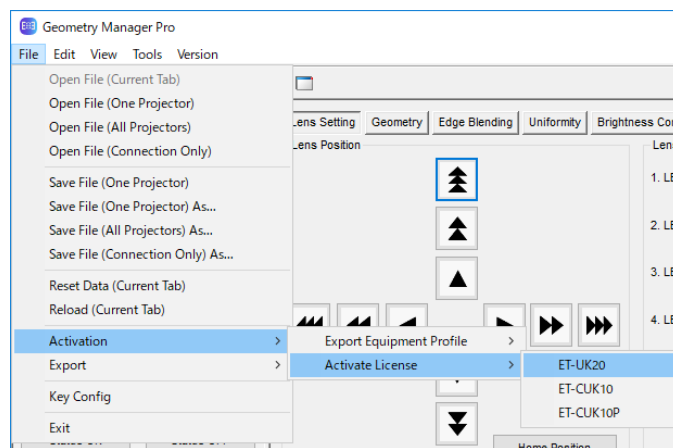 Geometry Manager Pro
File Edit View Tools Version
Open File (Current Tab)
Open File (One Projector)
Open File (All Projectors)
Open File (Connection Only)
Save File (One Projector)
Save File (One Projector) As...
Save File (All Projectors) As...
Save File (Connection Only) As...
Reset Data (Current Tab)
Reload (Current Tab)
Activation
Export
Key Config
Exit
Lens Setting Geometry Edge Blending Uniformity Brightness Co
Lens Position
Len
1. LE
2. LE
3. LE
4. LE
Export Equipment Profile
Activate License
ET-UK20
ET-CUK10
ET-CUK10P
Home Position